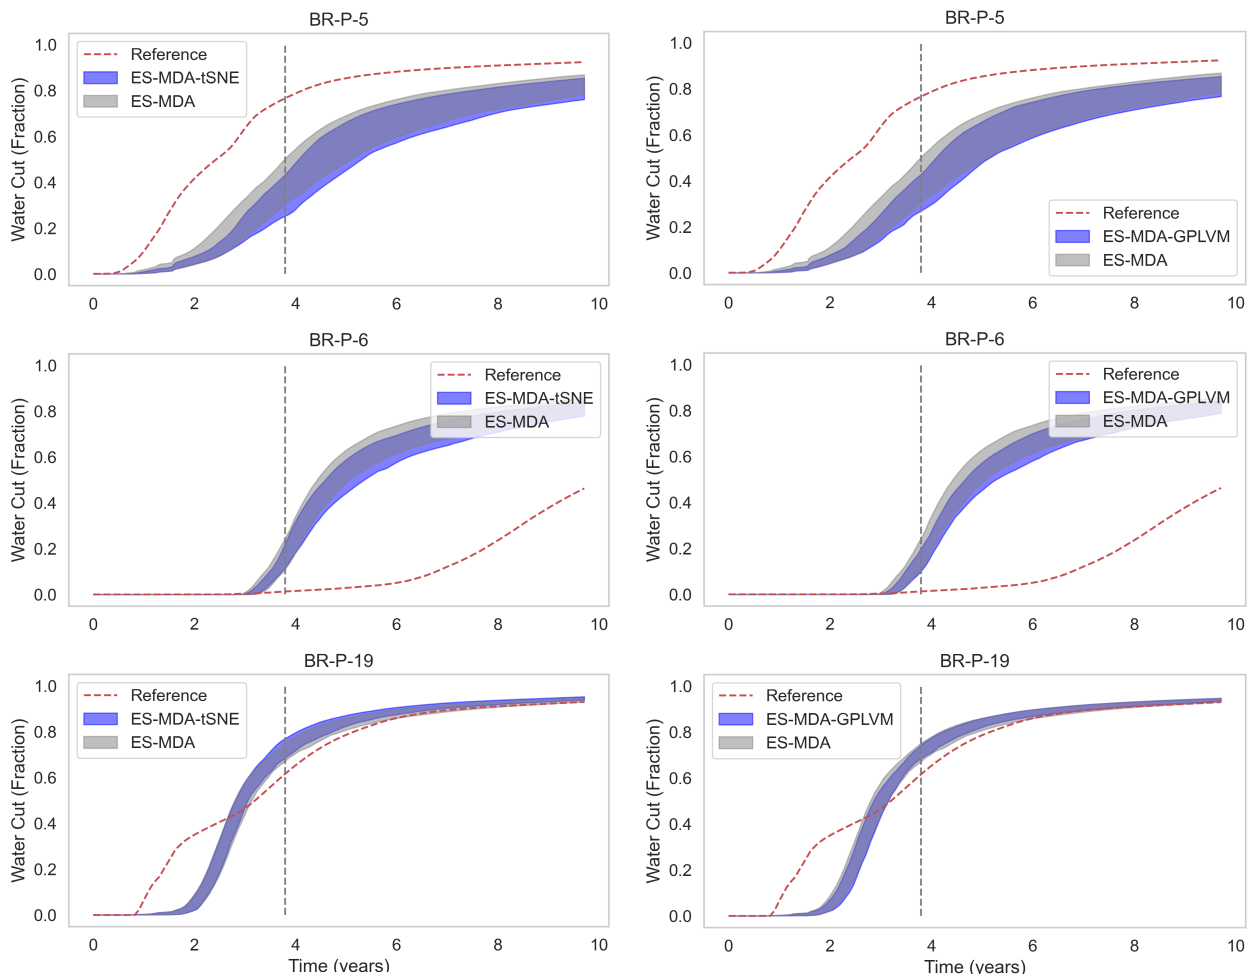 BR-P-5
Water Cut (Fraction)
1.0
0.8
0.6
0.4
0.2
0.0
Reference
ES-MDA-tSNE
ES-MDA
0 2 4 6 8 10
BR-P-5
Water Cut (Fraction)
1.0
0.8
0.6
0.4
0.2
0.0
Reference
ES-MDA-GPLVM
ES-MDA
0 2 4 6 8 10
BR-P-6
Water Cut (Fraction)
1.0
0.8
0.6
0.4
0.2
0.0
Reference
ES-MDA-tSNE
ES-MDA
0 2 4 6 8 10
BR-P-6
Water Cut (Fraction)
1.0
0.8
0.6
0.4
0.2
0.0
Reference
ES-MDA-GPLVM
ES-MDA
0 2 4 6 8 10
BR-P-19
Water Cut (Fraction)
1.0
0.8
0.6
0.4
0.2
0.0
Reference
ES-MDA-tSNE
ES-MDA
0 2 4 6 8 10
Time (years)
BR-P-19
Water Cut (Fraction)
1.0
0.8
0.6
0.4
0.2
0.0
Reference
ES-MDA-GPLVM
ES-MDA
0 2 4 6 8 10
Time (years)